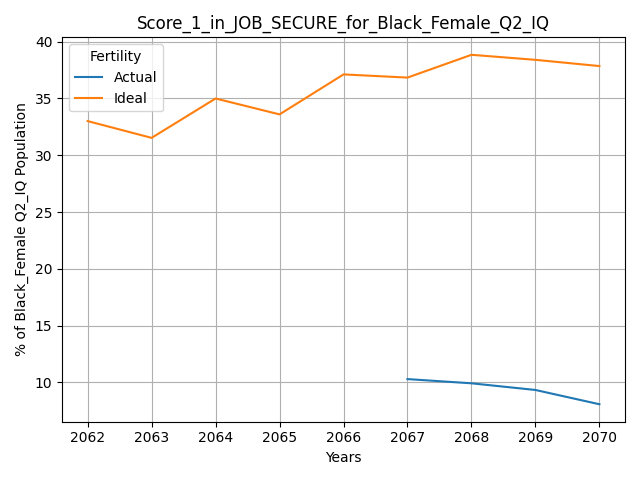 Score_1_in_JOB_SECURE_for_Black_Female_Q2_IQ
Fertility
Actual
Ideal
% of Black_Female Q2_IQ Population
40
35
30
25
20
15
10
2062 2063 2064 2065 2066 2067 2068 2069 2070
Years